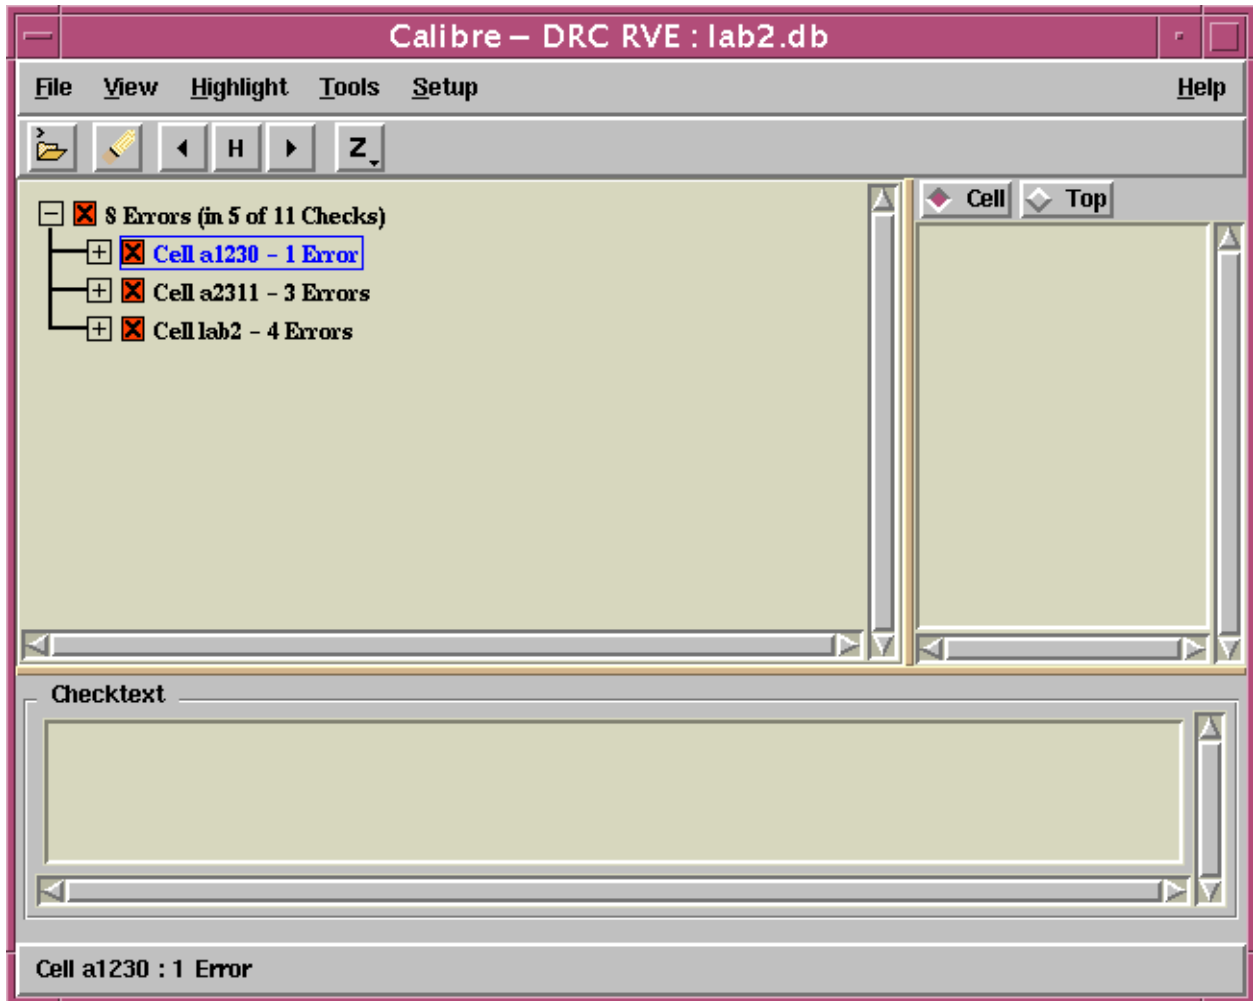 Calibre – DRC RVE : lab2.db
File View Highlight Tools Setup Help
H Z
8 Errors (in 5 of 11 Checks)
Cell a1230 – 1 Error
Cell a2311 – 3 Errors
Cell lab2 – 4 Errors
Cell Top
Checktext
Cell a1230 : 1 Error